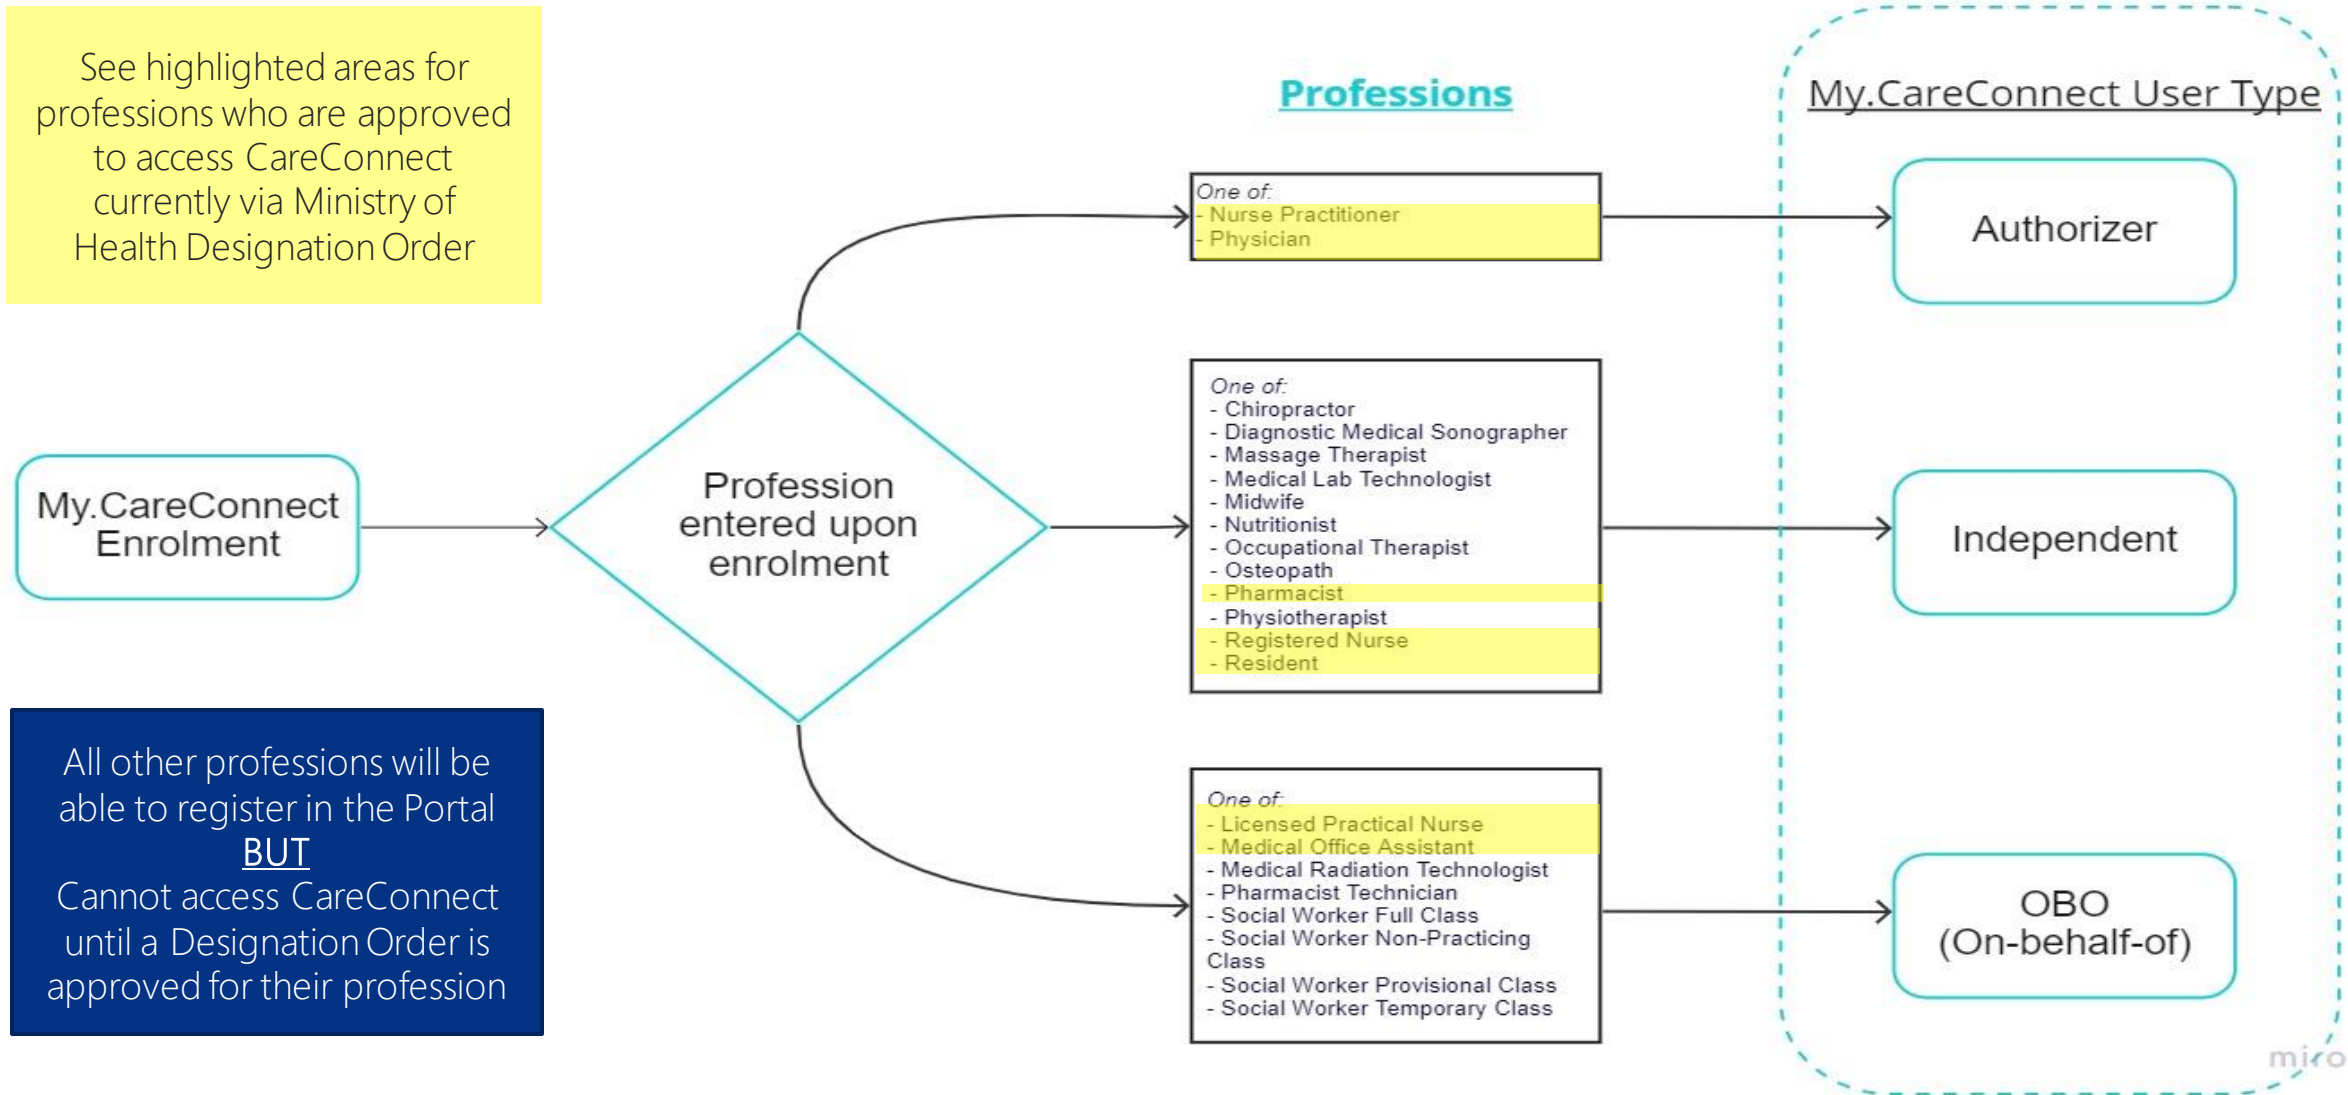 See highlighted areas for
professions who are approved
to access CareConnect
currently via Ministry of
Health Designation Order
My.CareConnect
Enrolment
All other professions will be
able to register in the Portal
BUT
Cannot access CareConnect
until a Designation Order is
approved for their profession
Profession
entered upon
enrolment
Professions
One of:
- Nurse Practitioner
- Physician
One of:
- Chiropractor
- Diagnostic Medical Sonographer
- Massage Therapist
- Medical Lab Technologist
- Midwife
- Nutritionist
- Occupational Therapist
- Osteopath
- Pharmacist
- Physiotherapist
- Registered Nurse
- Resident
One of:
- Licensed Practical Nurse
- Medical Office Assistant
- Medical Radiation Technologist
- Pharmacist Technician
- Social Worker Full Class
- Social Worker Non-Practicing
Class
- Social Worker Provisional Class
- Social Worker Temporary Class
My.CareConnect User Type
Authorizer
Independent
OBO
(On-behalf-of)
miro